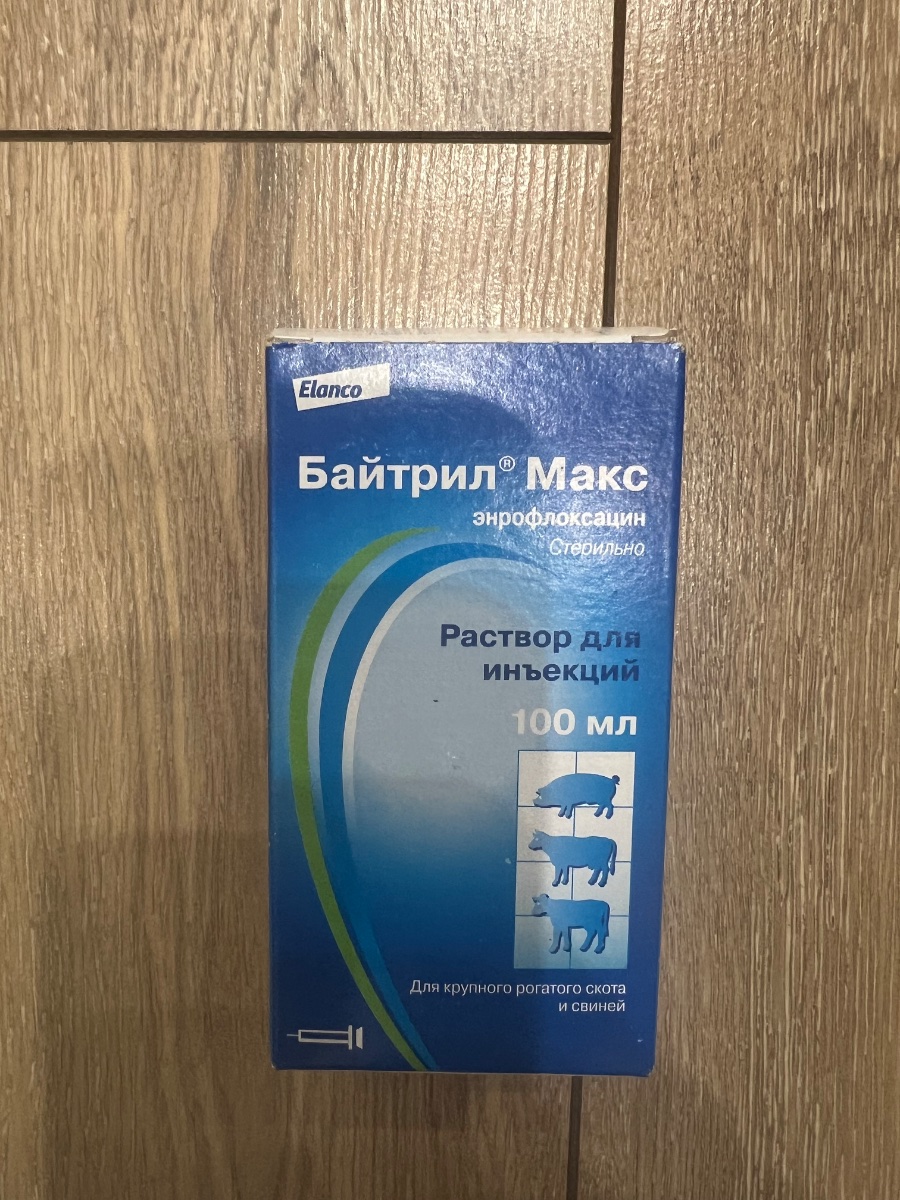 Elanco
Байтрил® Макс
энрофлоксацин
Стерильно
Раствор для
инъекций
100 мл
Для крупного рогатого скота
и свиней